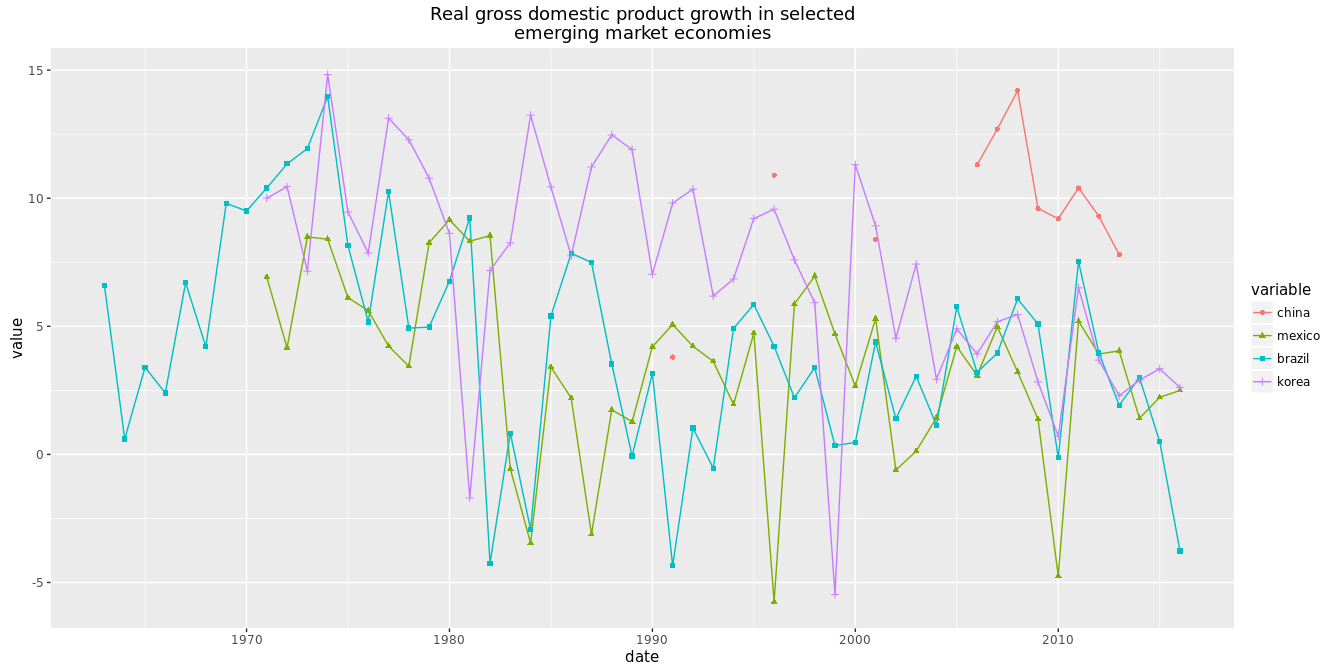 Real gross domestic product growth in selected
emerging market economies
15
10
5
0
-5
value
1970
1980
1990
2000
2010
date
variable
china
mexico
brazil
korea